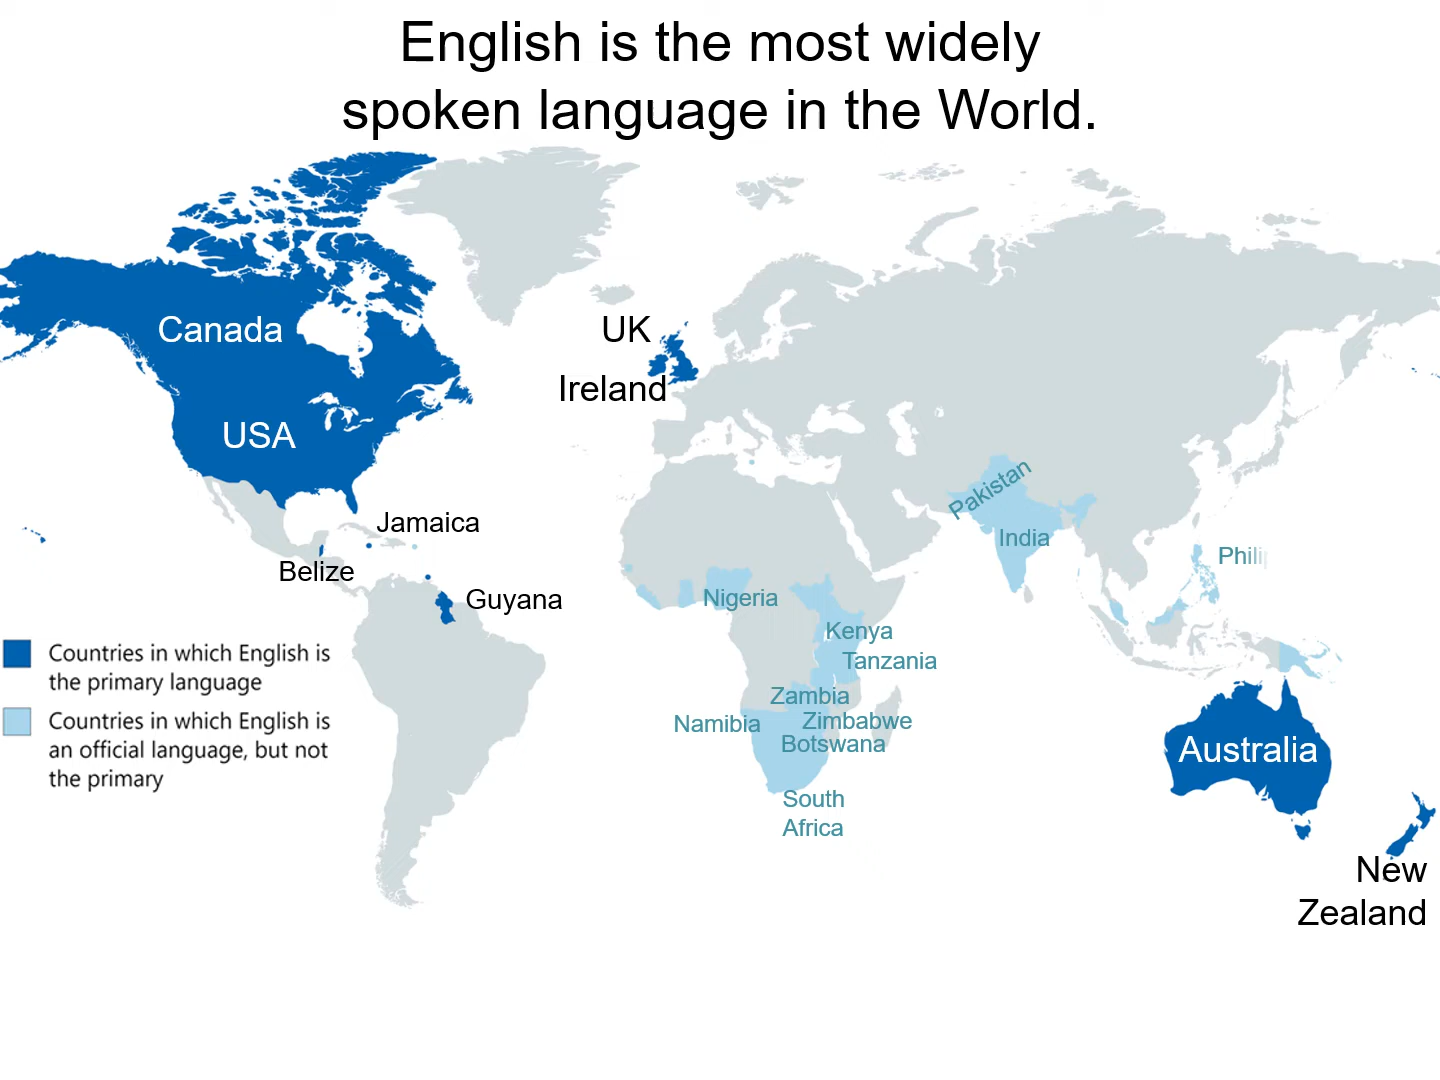 English is the most widely
spoken language in the World.
Canada
UK
Ireland
USA
Pakistan
Jamaica
India
Belize
Nigeria
Guyana
Kenya
Countries in which English is
the primary language
Tanzania
Zambia
Namibia
Zimbabwe
Botswana
Countries in which English is
an official language, but not
the primary
Australia
South
Africa
New
Zealand